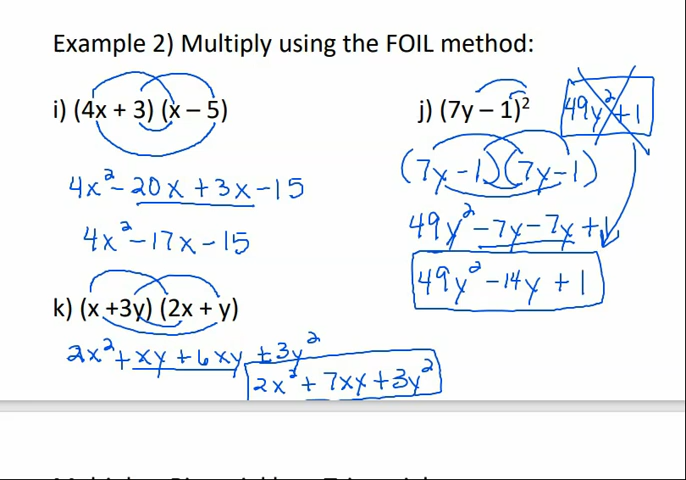 Example 2) Multiply using the FOIL method:
i) (4x + 3) (x – 5)
4x² - 20x + 3x - 15
4x² - 17x - 15
j) (7y – 1)²
49y² + 1
(7y - 1)(7y - 1)
49y² - 7y - 7y + 1
49y² - 14y + 1
k) (x +3y) (2x + y)
2x² + xy + 6xy + 3y²
2x² + 7xy + 3y²